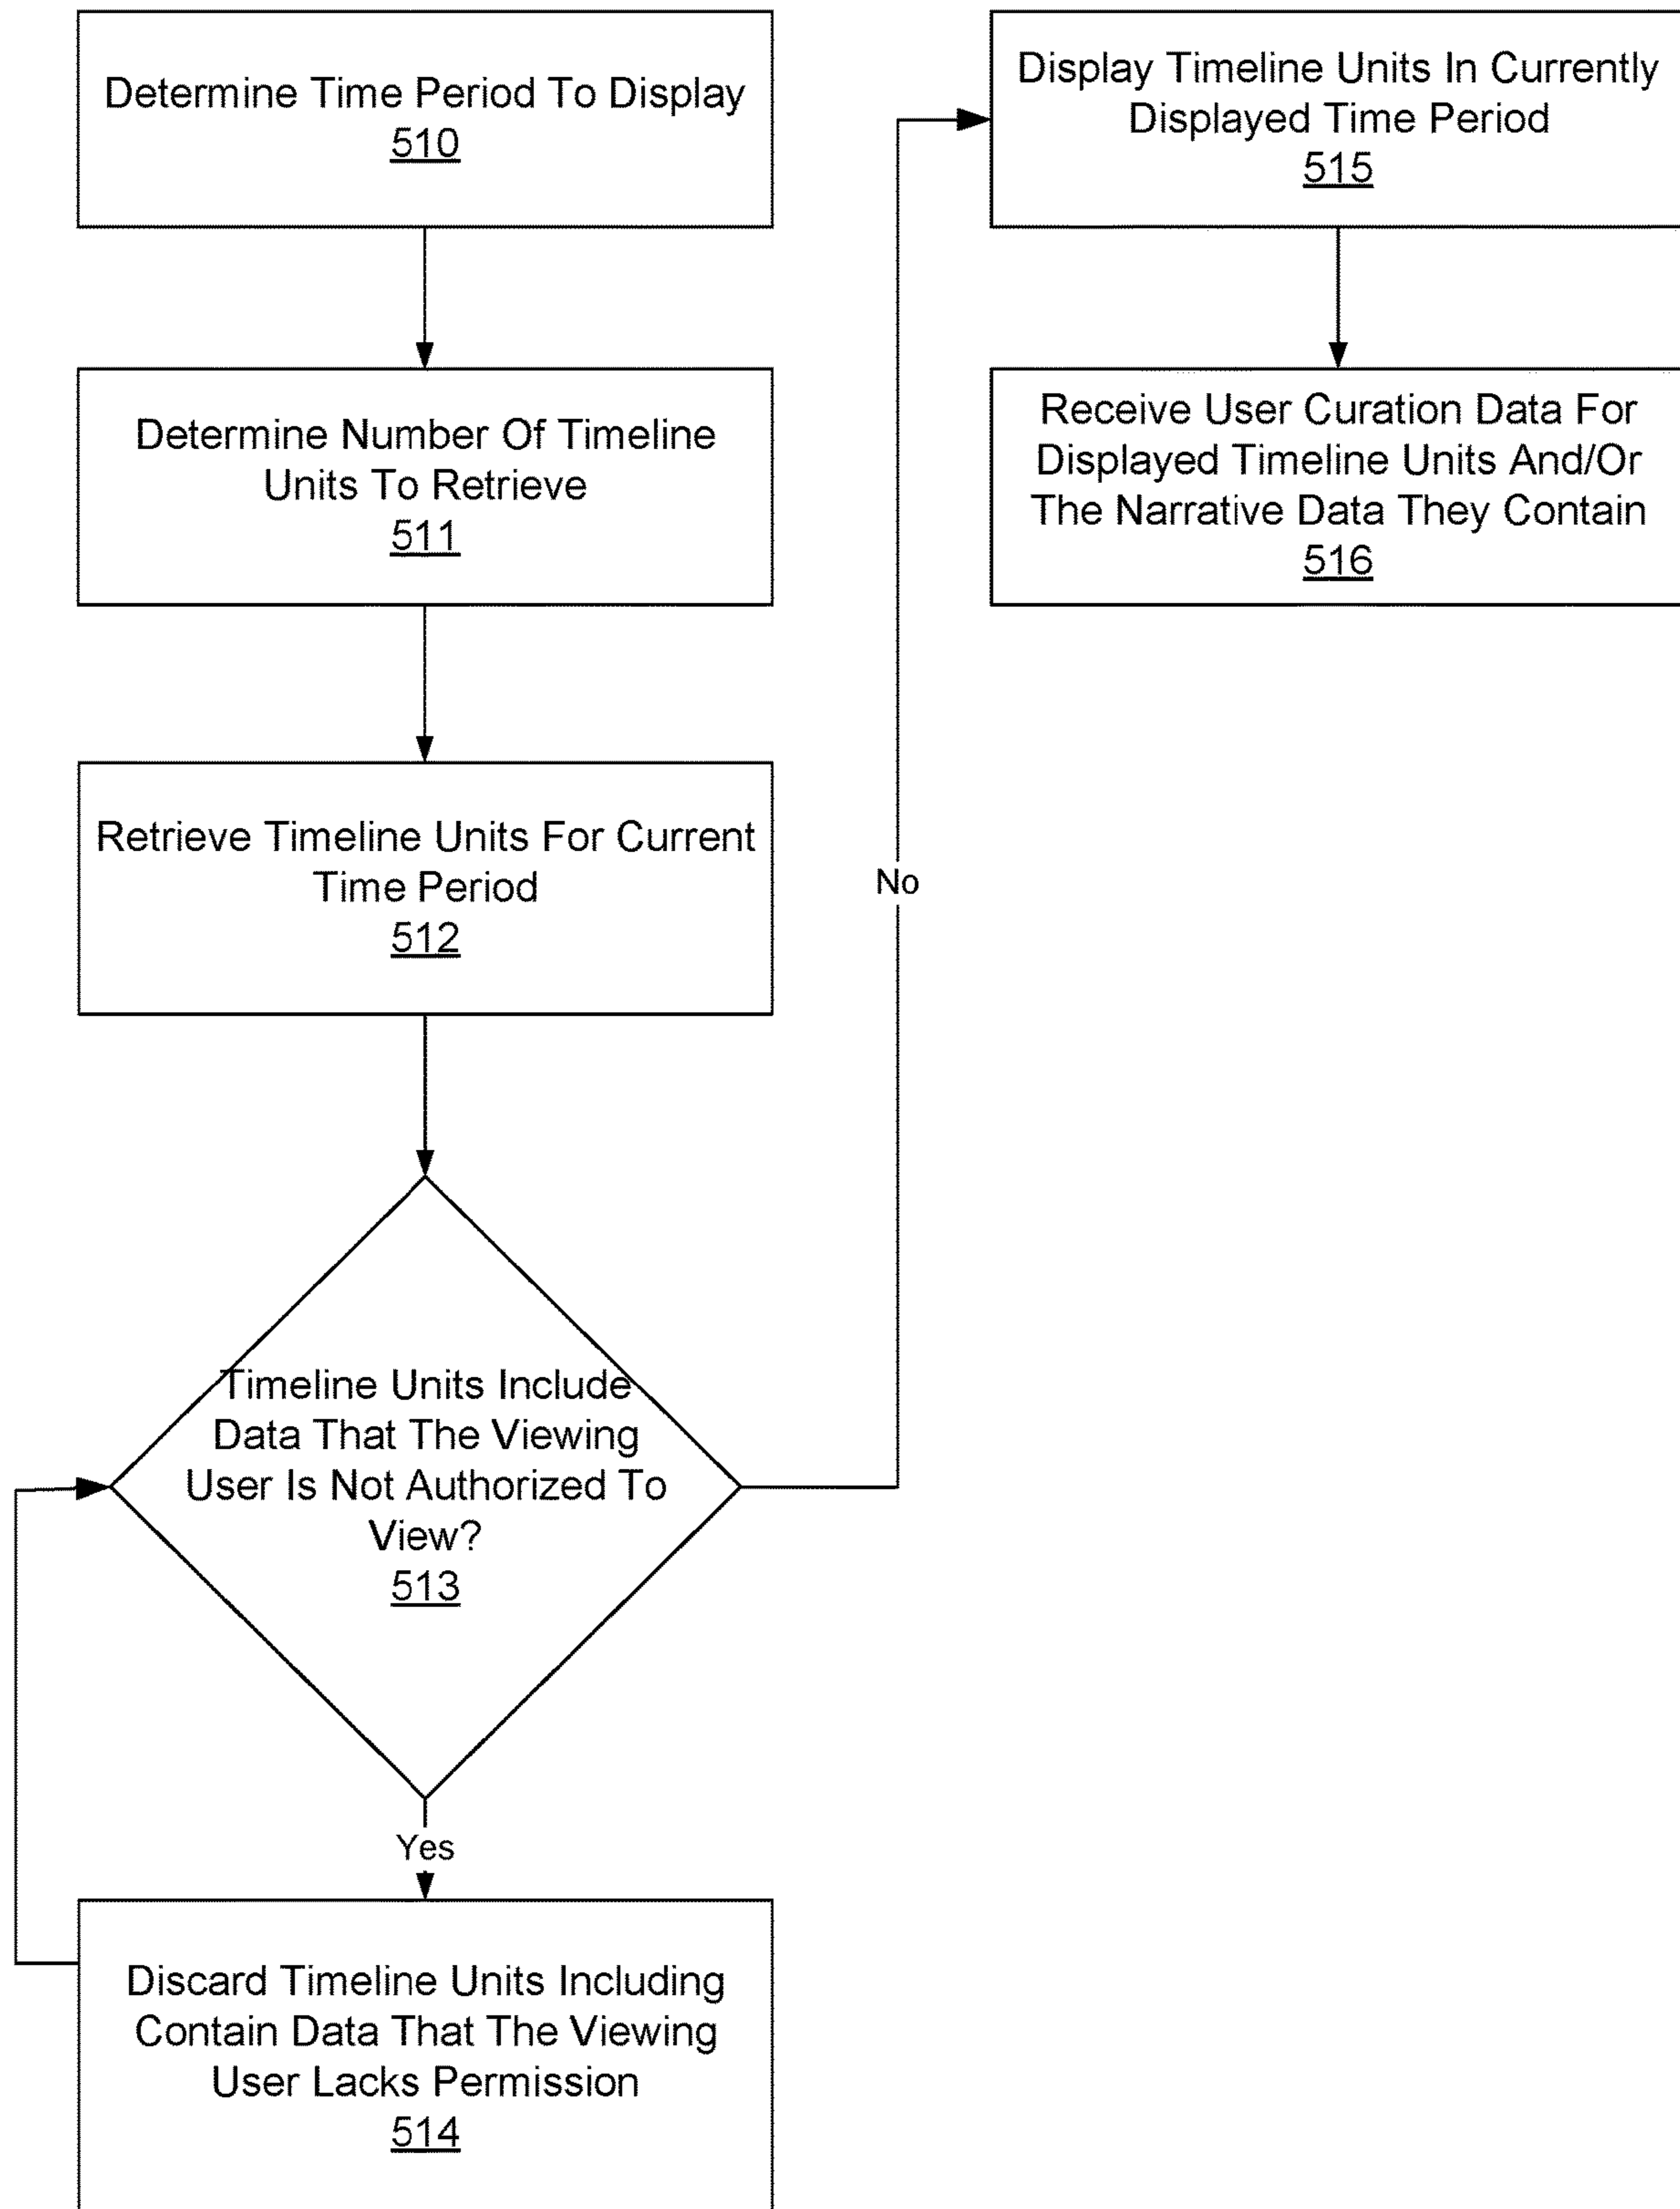 Determine Time Period To Display
510
Determine Number Of Timeline
Units To Retrieve
511
Retrieve Timeline Units For Current
Time Period
512
Timeline Units Include
Data That The Viewing
User Is Not Authorized To
View?
513
Yes
Discard Timeline Units Including
Contain Data That The Viewing
User Lacks Permission
514
No
Display Timeline Units In Currently
Displayed Time Period
515
Receive User Curation Data For
Displayed Timeline Units And/Or
The Narrative Data They Contain
516